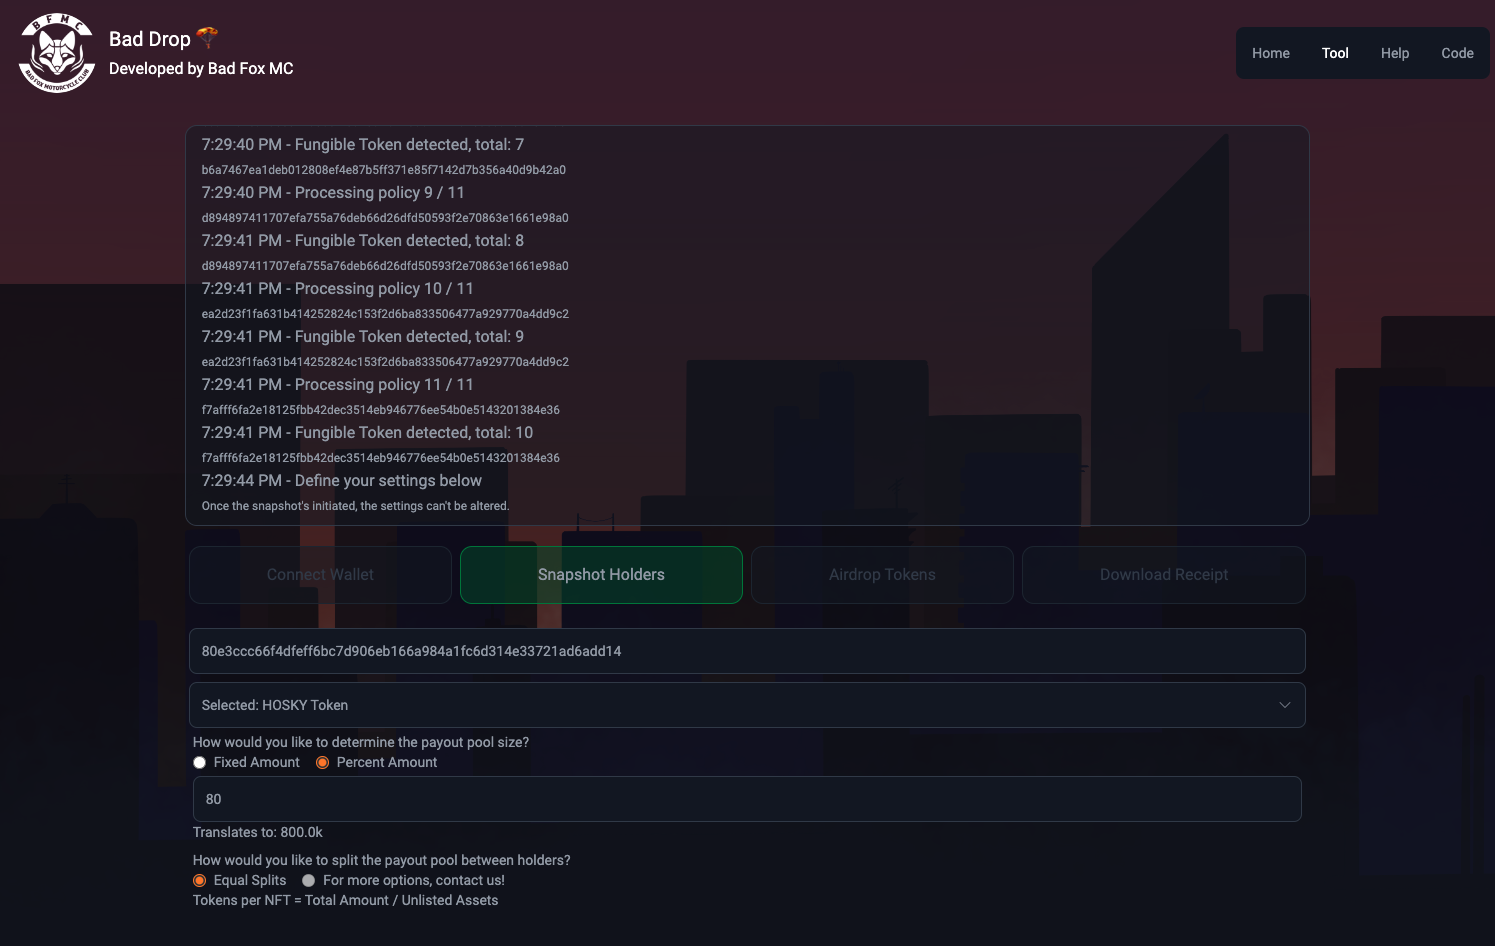 BFMC
BAD FOX MOTORCYCLE CLUB
Bad Drop
Developed by Bad Fox MC
Home
Tool
Help
Code
7:29:40 PM - Fungible Token detected, total: 7
b6a7467ea1deb012808ef4e87b5ff371e85f7142d7b356a40d9b42a0
7:29:40 PM - Processing policy 9 / 11
d894897411707efa755a76deb66d26dfd50593f2e70863e1661e98a0
7:29:41 PM - Fungible Token detected, total: 8
d894897411707efa755a76deb66d26dfd50593f2e70863e1661e98a0
7:29:41 PM - Processing policy 10 / 11
ea2d23f1fa631b414252824c153f2d6ba833506477a929770a4dd9c2
7:29:41 PM - Fungible Token detected, total: 9
ea2d23f1fa631b414252824c153f2d6ba833506477a929770a4dd9c2
7:29:41 PM - Processing policy 11 / 11
f7afff6fa2e18125fbb42dec3514eb946776ee54b0e5143201384e36
7:29:41 PM - Fungible Token detected, total: 10
f7afff6fa2e18125fbb42dec3514eb946776ee54b0e5143201384e36
7:29:44 PM - Define your settings below
Once the snapshot's initiated, the settings can't be altered.
Connect Wallet
Snapshot Holders
Airdrop Tokens
Download Receipt
80e3ccc66f4dfeff6bc7d906eb166a984a1fc6d314e33721ad6add14
Selected: HOSKY Token
How would you like to determine the payout pool size?
Fixed Amount
Percent Amount
80
Translates to: 800.0k
How would you like to split the payout pool between holders?
Equal Splits
For more options, contact us!
Tokens per NFT = Total Amount / Unlisted Assets